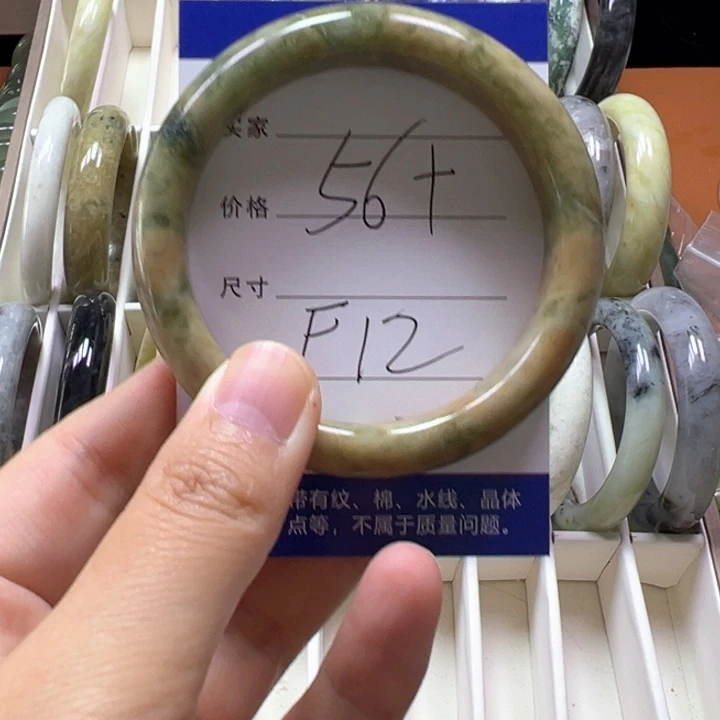 买家
56+
价格
尺寸
F12
带有纹、棉、水线、晶体
点等，不属于质量问题。